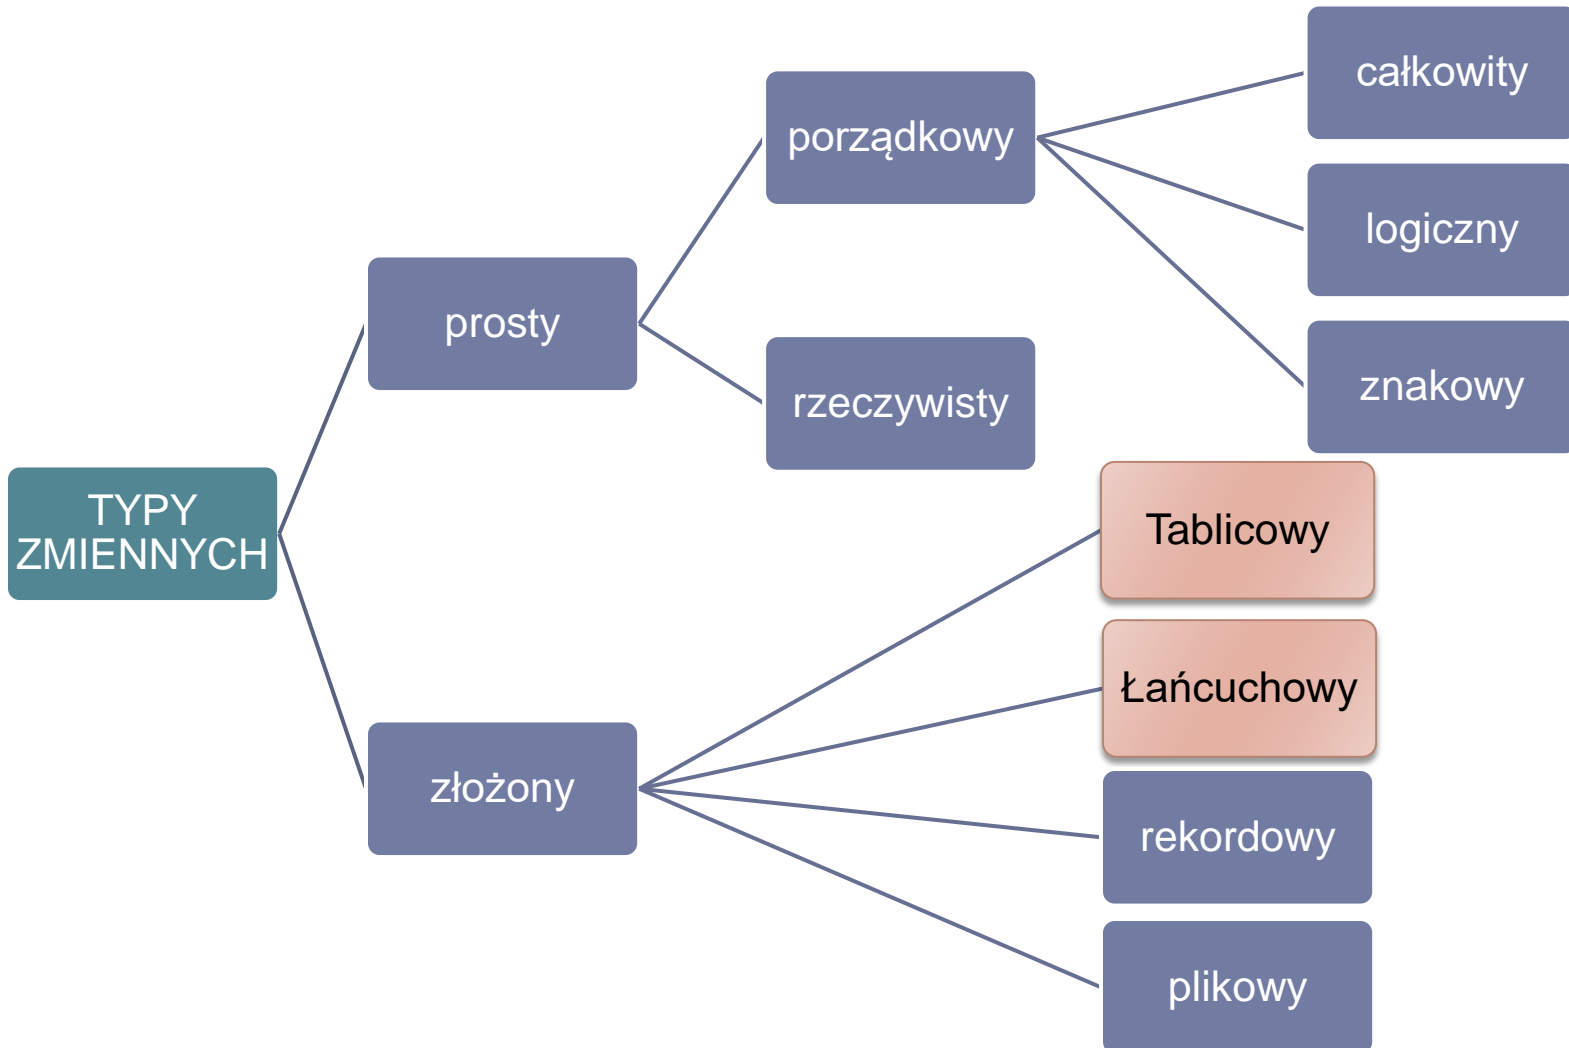 całkowity
porządkowy
logiczny
prosty
znakowy
rzeczywisty
TYPY
ZMIENNYCH
Tablicowy
Łańcuchowy
złożony
rekordowy
plikowy